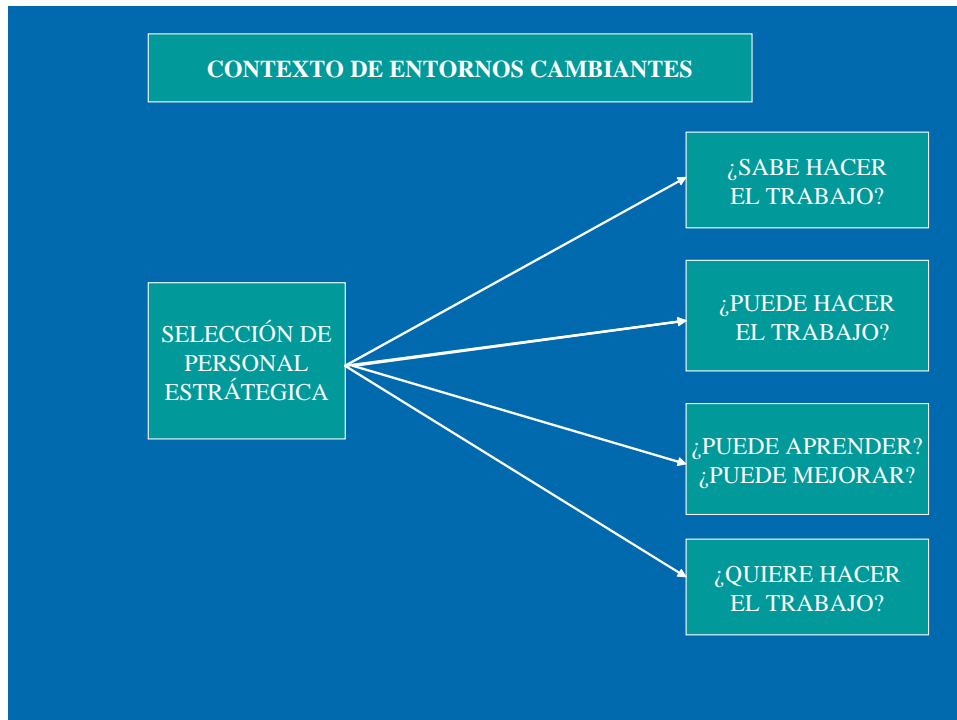 CONTEXTO DE ENTORNOS CAMBIANTES
¿SABE HACER
EL TRABAJO?
¿PUEDE HACER
EL TRABAJO?
SELECCIÓN DE
PERSONAL
ESTRÁTEGICA
¿PUEDE APRENDER?
¿PUEDE MEJORAR?
¿QUIERE HACER
EL TRABAJO?